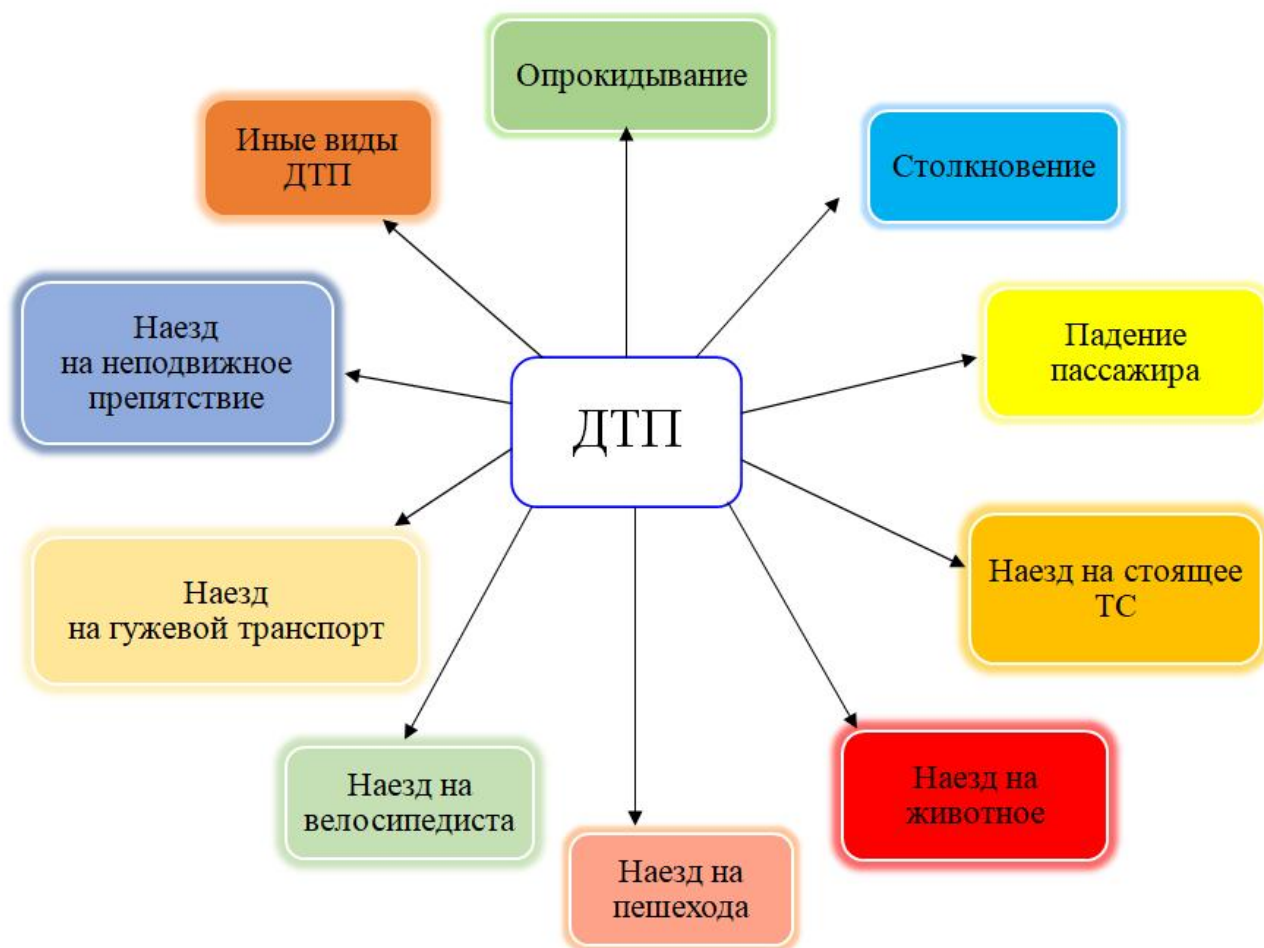 Опрокидывание
Иные виды
ДТП
Столкновение
Наезд
на неподвижное
препятствие
Падение
пассажира
ДТП
Наезд на стоящее
ТС
Наезд
на гужевой транспорт
Наезд на
велосипедиста
Наезд на
животное
Наезд на
пешехода